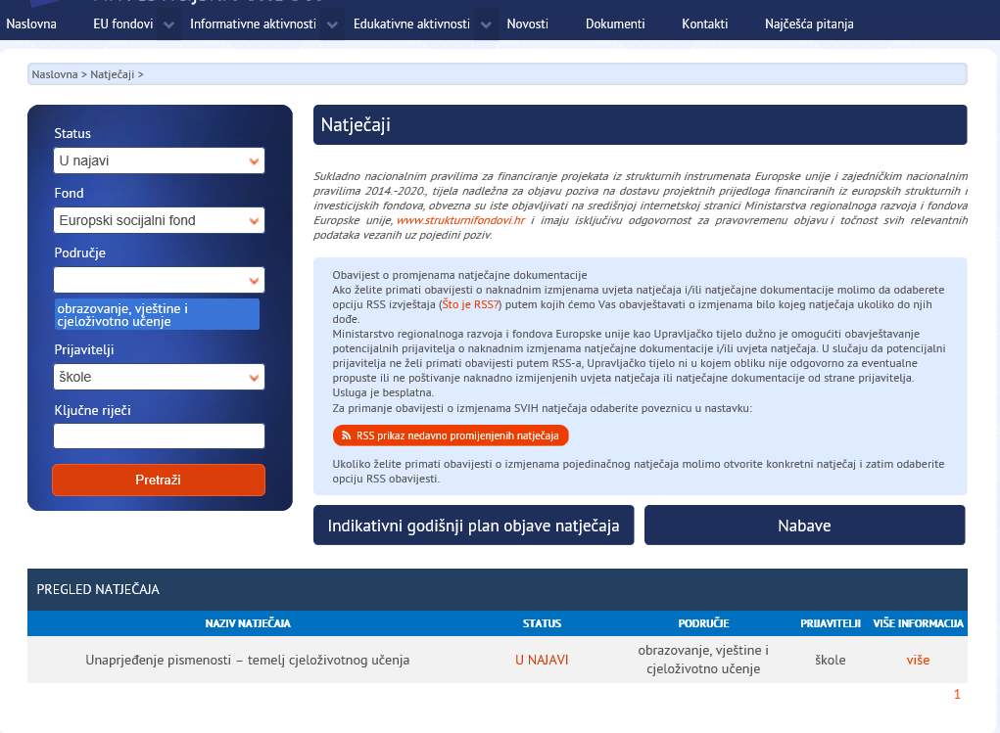 Naslovna EU fondovi Informativne aktivnosti Edukativne aktivnosti Novosti Dokumenti Kontakti Najčešća pitanja
Naslovna > Natječaji >
Status
U najavi
Fond
Europski socijalni fond
Područje
obrazovanje, vještine i
cjeloživotno učenje
Prijavitelji
škole
Ključne riječi
Pretraži
Natječaji
Sukladno nacionalnim pravilima za financiranje projekata iz strukturnih instrumenata Europske unije i zajedničkim nacionalnim
pravilima 2014.-2020., tijela nadležna za objavu poziva na dostavu projektnih prijedloga financiranih iz europskih strukturnih i
investicijskih fondova, obvezna su iste objavljivati na središnjoj internetskoj stranici Ministarstva regionalnoga razvoja i fondova
Europske unije, www.strukturnifondovi.hr i imaju isključivu odgovornost za pravovremenu objavu i točnost svih relevantnih
podataka vezanih uz pojedini poziv.
Obavijest o promjenama natječajne dokumentacije
Ako želite primati obavijesti o naknadnim izmjenama uvjeta natječaja i/ili natječajne dokumentacije molimo da odaberete
opciju RSS izvještaja (Što je RSS?) putem kojih ćemo Vas obavještavati o izmjenama bilo kojeg natječaja ukoliko do njih
dođe.
Ministarstvo regionalnoga razvoja i fondova Europske unije kao Upravljačko tijelo dužno je omogućiti obavještavanje
potencijalnih prijavitelja o naknadnim izmjenama natječajne dokumentacije i/ili uvjeta natječaja. U slučaju da potencijalni
prijavitelja ne želi primati obavijesti putem RSS-a, Upravljačko tijelo ni u kojem obliku nije odgovorno za eventualne
propuste ili ne poštivanje naknadno izmijenjenih uvjeta natječaja ili natječajne dokumentacije od strane prijavitelja.
Usluga je besplatna.
Za primanje obavijesti o izmjenama SVIH natječaja odaberite poveznicu u nastavku:
RSS prikaz nedavno promijenjenih natječaja
Ukoliko želite primati obavijesti o izmjenama pojedinačnog natječaja molimo otvorite konkretni natječaj i zatim odaberite
opciju RSS obavijesti.
Indikativni godišnji plan objave natječaja Nabave
PREGLED NATJEČAJA
NAZIV NATJEČAJA STATUS PODRUČJE PRIJAVITELJI VIŠE INFORMACIJA
Unaprjeđenje pismenosti – temelj cjeloživotnog učenja U NAJAVI obrazovanje, vještine i cjeloživotno učenje škole više
1